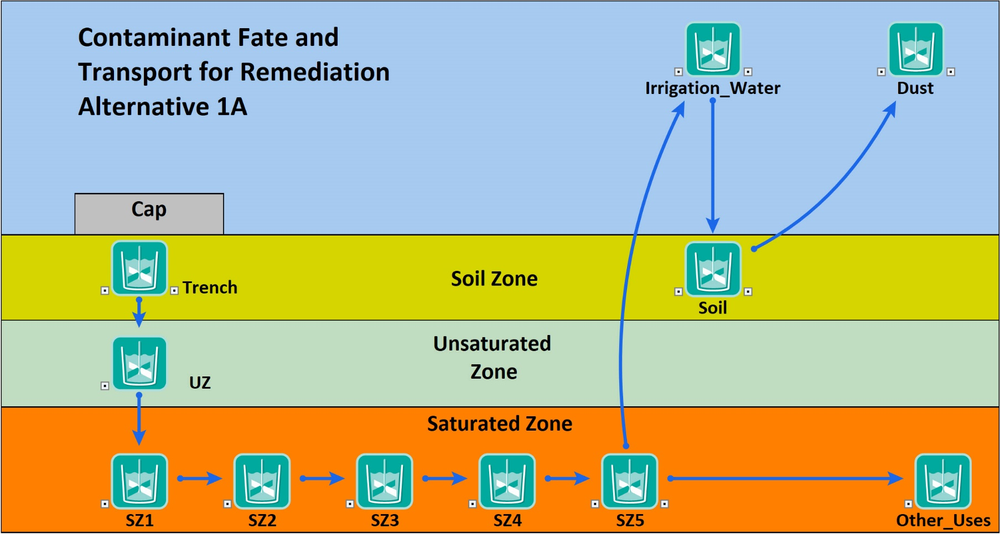 Contaminant Fate and
Transport for Remediation
Alternative 1A
Irrigation_Water
Dust
Cap
Trench
Soil Zone
Soil
Unsaturated
Zone
UZ
Saturated Zone
SZ1
SZ2
SZ3
SZ4
SZ5
Other_Uses